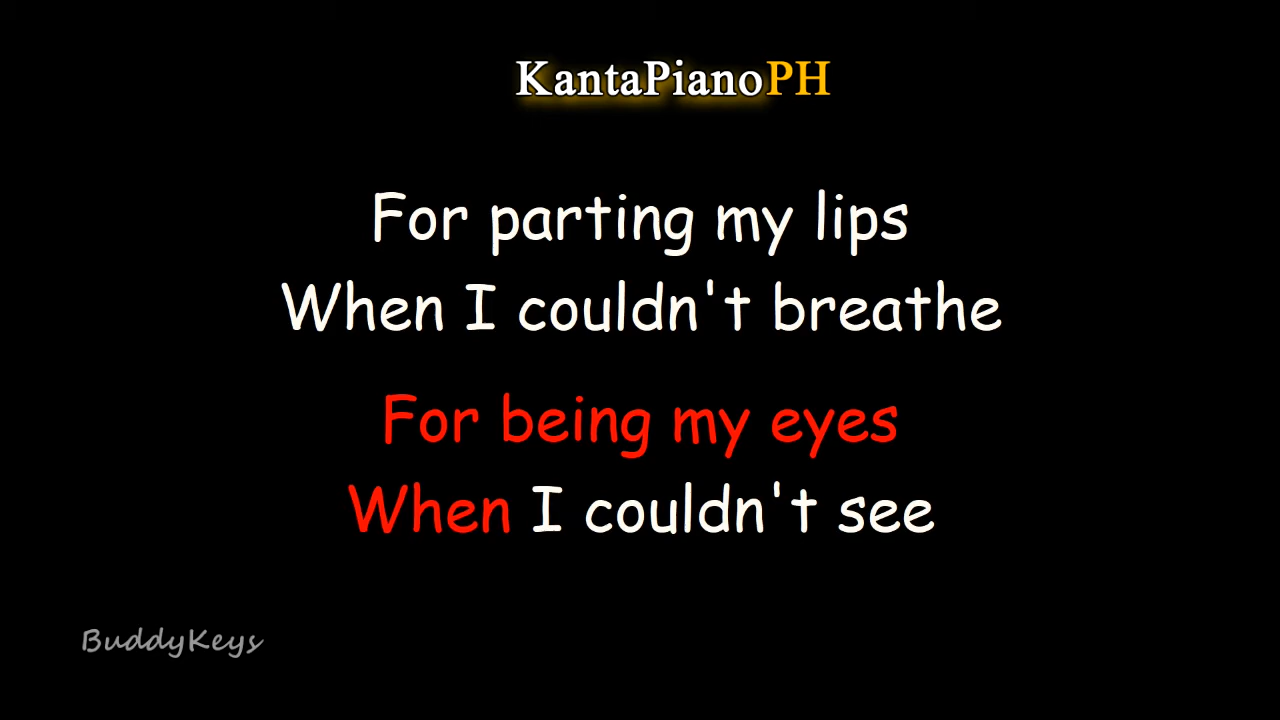 KantaPianoPH
For parting my lips
When I couldn't breathe
For being my eyes
When I couldn't see
BuddyKeys